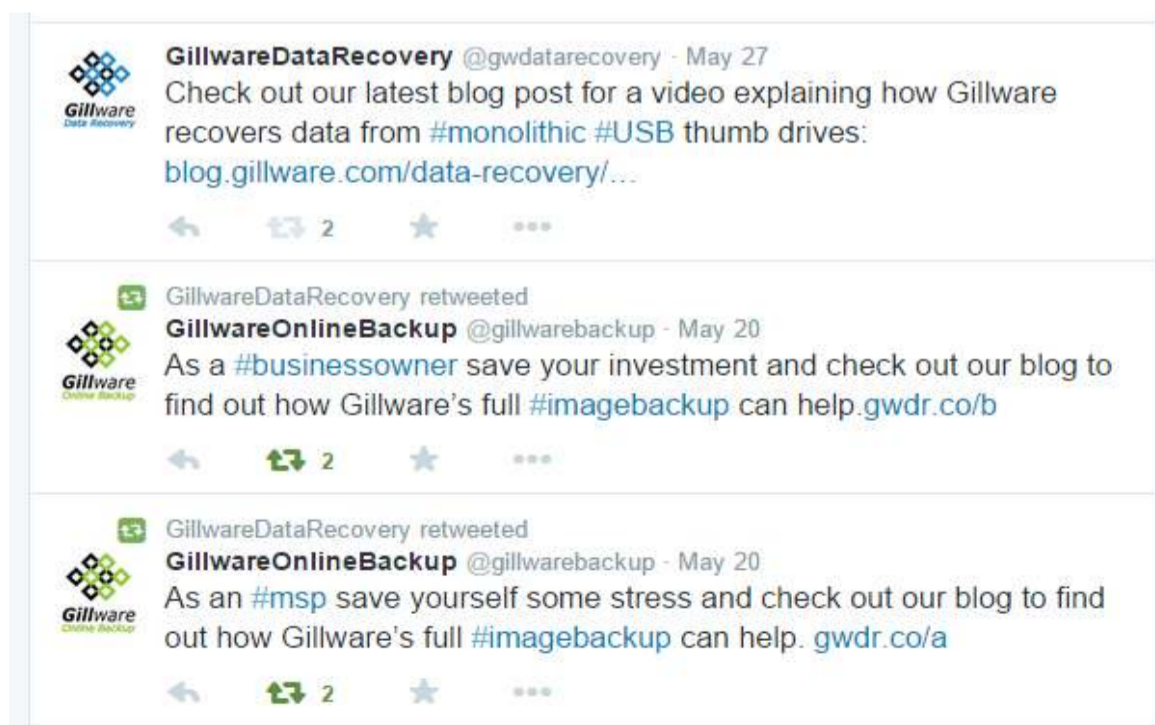 GillwareDataRecovery @gwdatarecovery · May 27
Gillware
Data Recovery
Check out our latest blog post for a video explaining how Gillware
recovers data from #monolithic #USB thumb drives:
blog.gillware.com/data-recovery/...
2
GillwareDataRecovery retweeted
GillwareOnlineBackup @gillwarebackup · May 20
Gillware
Online Backup
As a #businessowner save your investment and check out our blog to
find out how Gillware's full #imagebackup can help.gwdr.co/b
2
GillwareDataRecovery retweeted
GillwareOnlineBackup @gillwarebackup · May 20
Gillware
Online Backup
As an #msp save yourself some stress and check out our blog to find
out how Gillware's full #imagebackup can help. gwdr.co/a
2